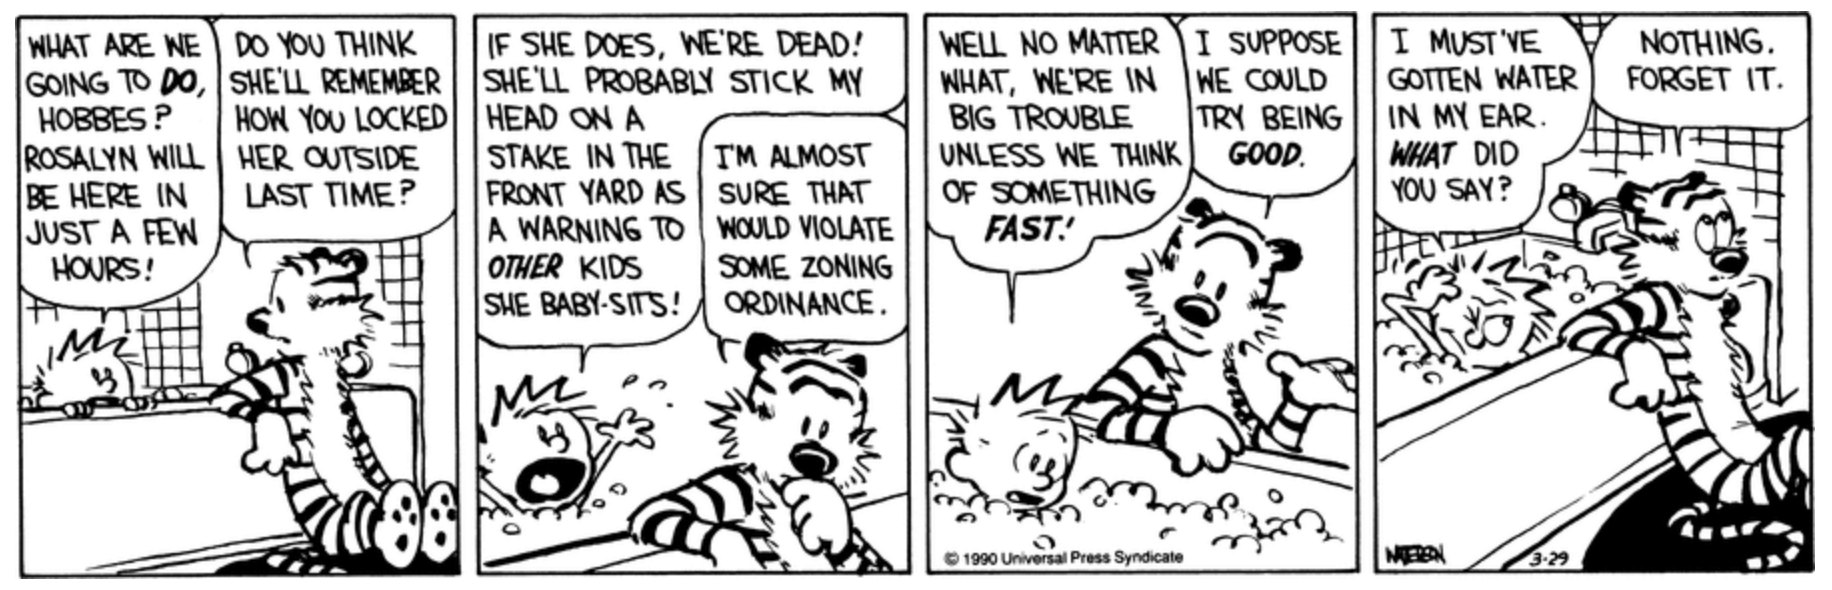 WHAT ARE WE
GOING TO DO,
HOBBES?
ROSALYN WILL
BE HERE IN
JUST A FEW
HOURS!
DO YOU THINK
SHE'LL REMEMBER
HOW YOU LOCKED
HER OUTSIDE
LAST TIME?
IF SHE DOES, WE'RE DEAD!
SHE'LL PROBABLY STICK MY
HEAD ON A
STAKE IN THE
FRONT YARD AS
A WARNING TO
OTHER KIDS
SHE BABY-SITS!
I'M ALMOST
SURE THAT
WOULD VIOLATE
SOME ZONING
ORDINANCE.
WELL NO MATTER
WHAT, WE'RE IN
BIG TROUBLE
UNLESS WE THINK
OF SOMETHING
FAST!
I SUPPOSE
WE COULD
TRY BEING
GOOD.
© 1990 Universal Press Syndicate
I MUST'VE
GOTTEN WATER
IN MY EAR.
WHAT DID
YOU SAY?
NOTHING.
FORGET IT.
WATTERSON
3-29